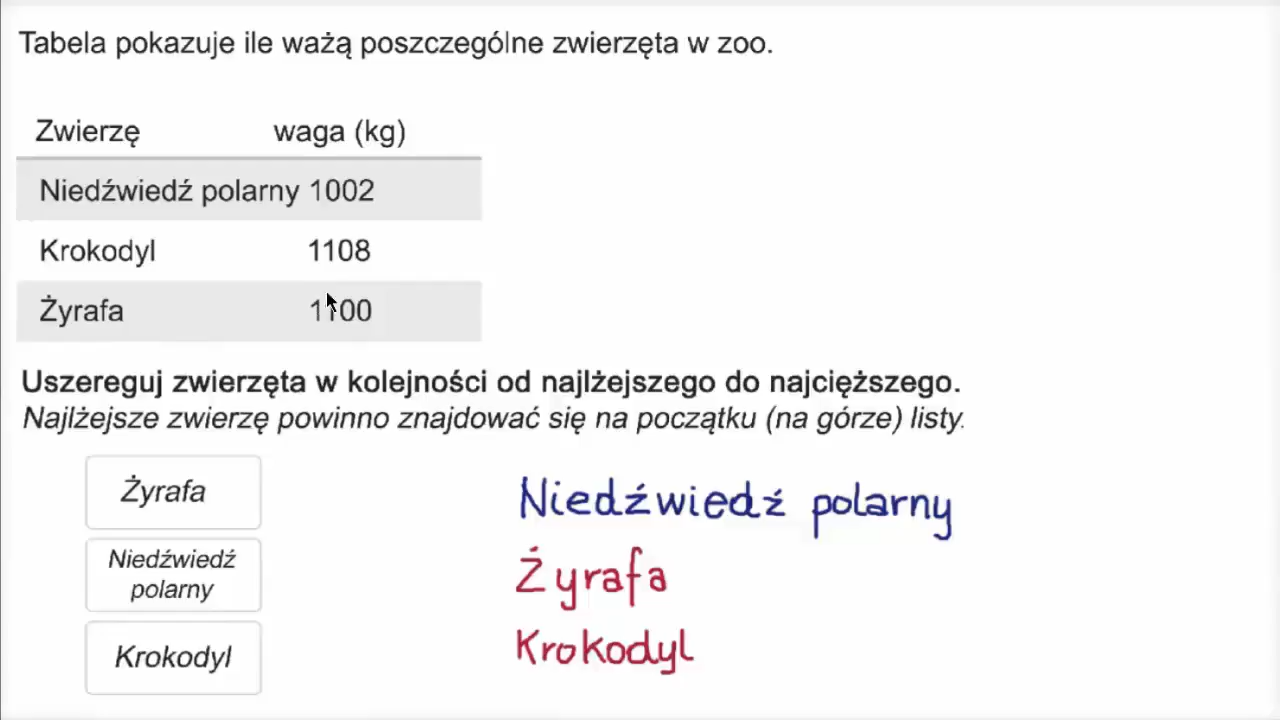 Tabela pokazuje ile ważą poszczególne zwierzęta w zoo.
Zwierzę waga (kg)
Niedźwiedź polarny 1002
Krokodyl 1108
Żyrafa 1100
Uszereguj zwierzęta w kolejności od najlżejszego do najcięższego.
Najlżejsze zwierzę powinno znajdować się na początku (na górze) listy.
Żyrafa
Niedźwiedź
polarny
Krokodyl
Niedźwiedź polarny
Żyrafa
Krokodyl